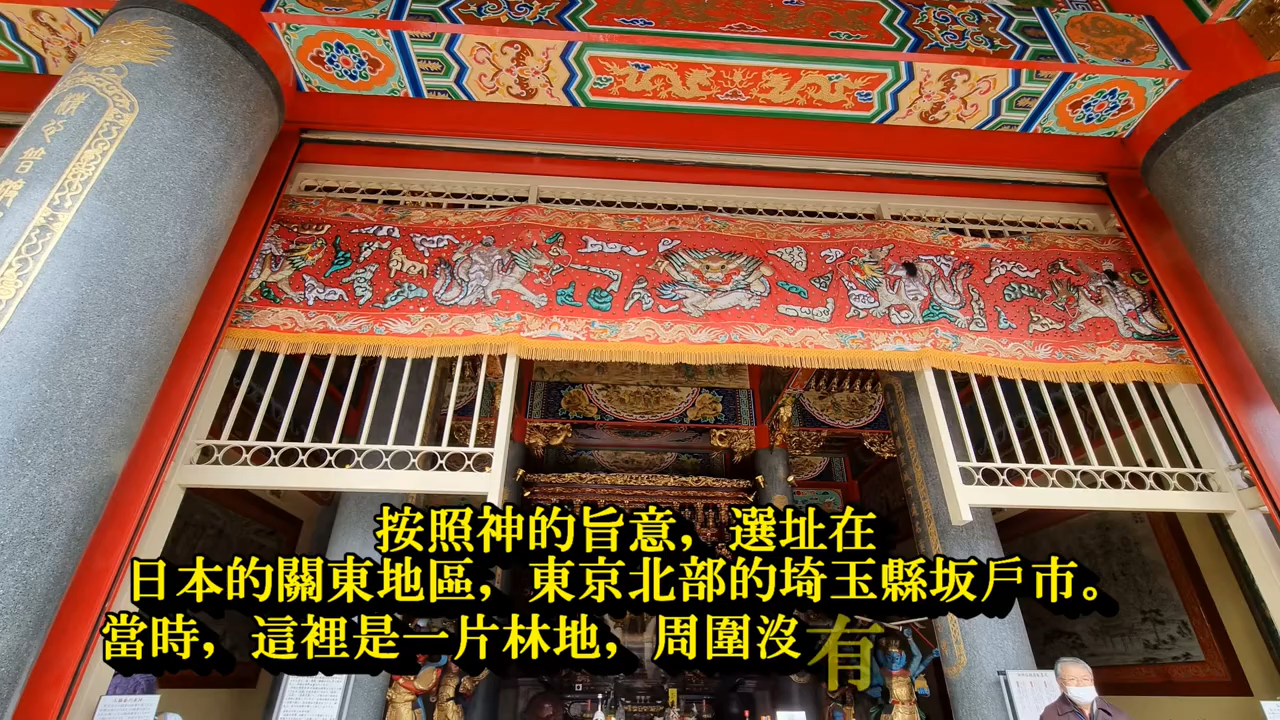 按照神的旨意，選址在
日本的關東地區，東京北部的埼玉縣坂戶市。
當時，這裡是一片林地，周圍沒有